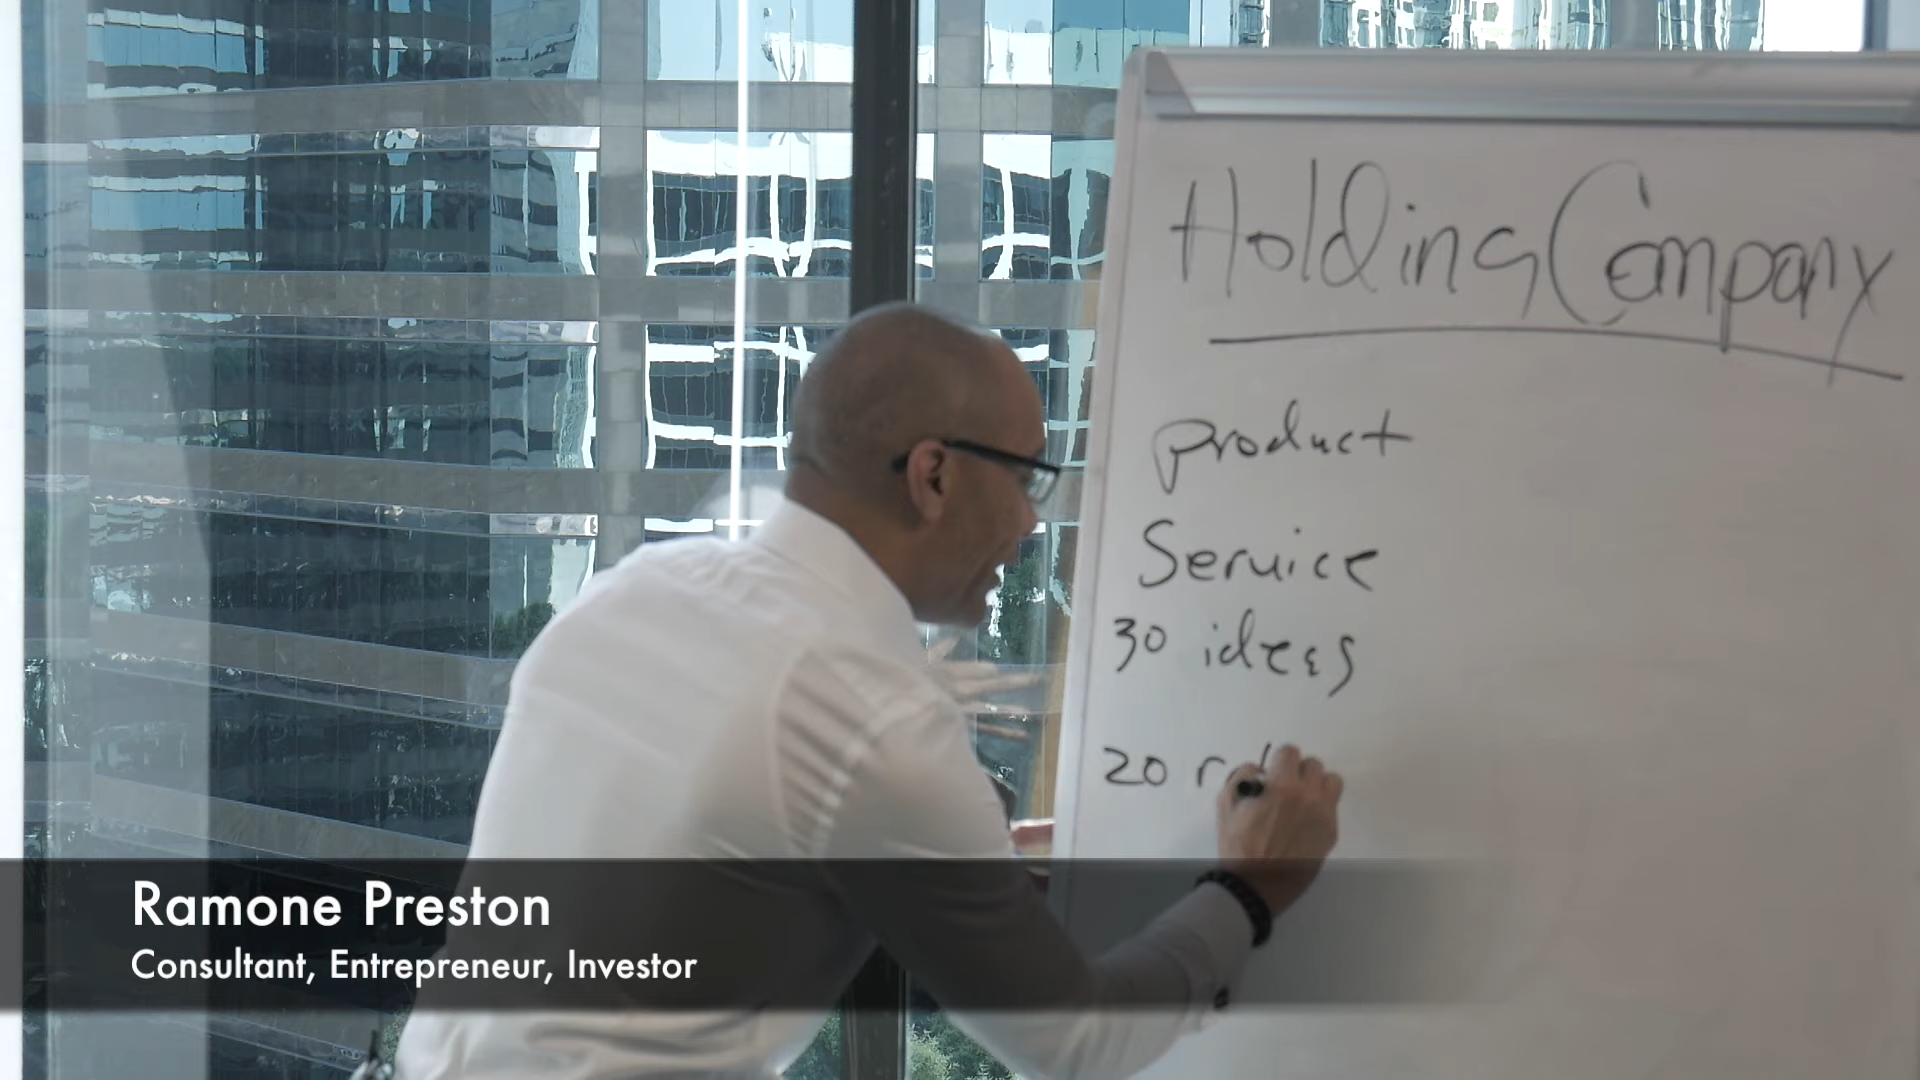 Holding Company
product
Service
30 ideas
20
Ramone Preston
Consultant, Entrepreneur, Investor